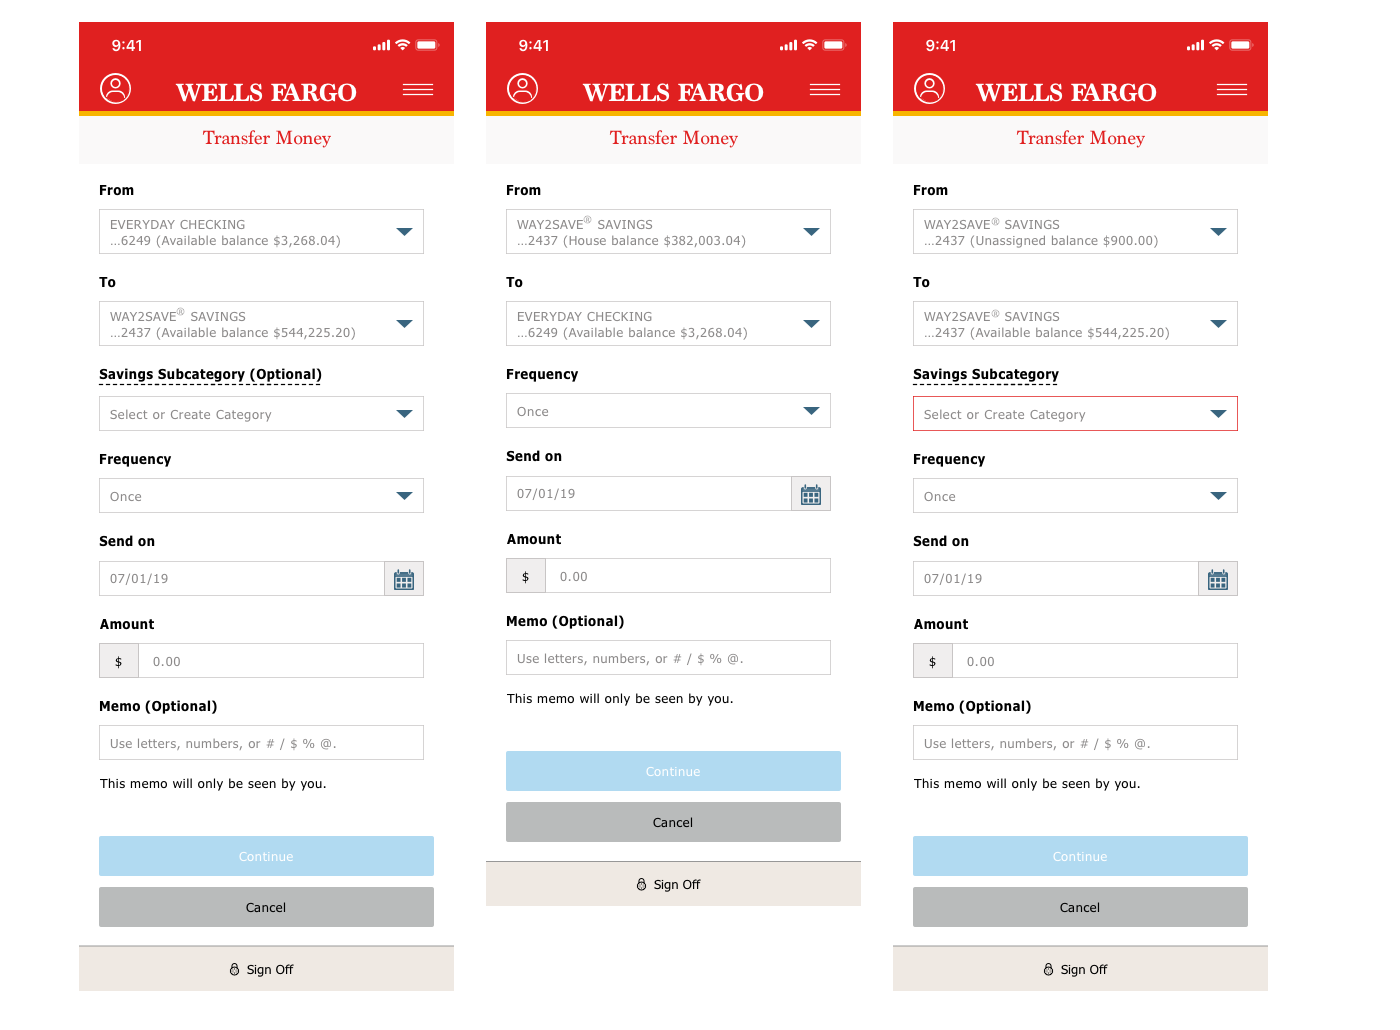 9:41
WELLS FARGO
Transfer Money
From
EVERYDAY CHECKING
...6249 (Available balance $3,268.04)
To
WAY2SAVE® SAVINGS
...2437 (Available balance $544,225.20)
Savings Subcategory (Optional)
Select or Create Category
Frequency
Once
Send on
07/01/19
Amount
$ 0.00
Memo (Optional)
Use letters, numbers, or # / $ % @.
This memo will only be seen by you.
Continue
Cancel
Sign Off
9:41
WELLS FARGO
Transfer Money
From
WAY2SAVE® SAVINGS
...2437 (House balance $382,003.04)
To
EVERYDAY CHECKING
...6249 (Available balance $3,268.04)
Frequency
Once
Send on
07/01/19
Amount
$ 0.00
Memo (Optional)
Use letters, numbers, or # / $ % @.
This memo will only be seen by you.
Continue
Cancel
Sign Off
9:41
WELLS FARGO
Transfer Money
From
WAY2SAVE® SAVINGS
...2437 (Unassigned balance $900.00)
To
WAY2SAVE® SAVINGS
...2437 (Available balance $544,225.20)
Savings Subcategory
Select or Create Category
Frequency
Once
Send on
07/01/19
Amount
$ 0.00
Memo (Optional)
Use letters, numbers, or # / $ % @.
This memo will only be seen by you.
Continue
Cancel
Sign Off